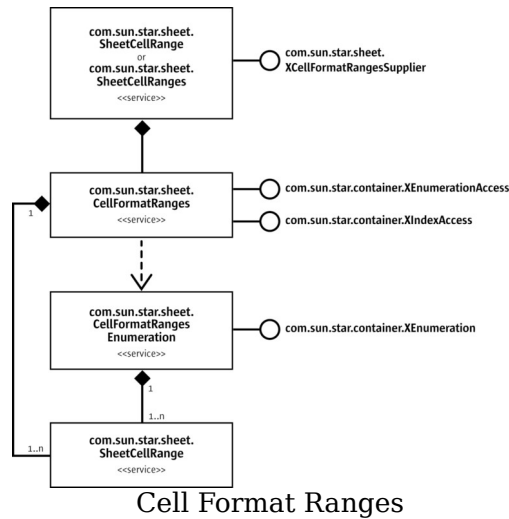 com.sun.star.sheet.
SheetCellRange
or
com.sun.star.sheet.
SheetCellRanges
<<service>>
com.sun.star.sheet.
XCellFormatRangesSupplier
com.sun.star.sheet.
CellFormatRanges
<<service>>
com.sun.star.container.XEnumerationAccess
com.sun.star.container.XIndexAccess
1
com.sun.star.sheet.
CellFormatRanges
Enumeration
<<service>>
com.sun.star.container.XEnumeration
1
1..n
1..n
com.sun.star.sheet.
SheetCellRange
<<service>>
Cell Format Ranges